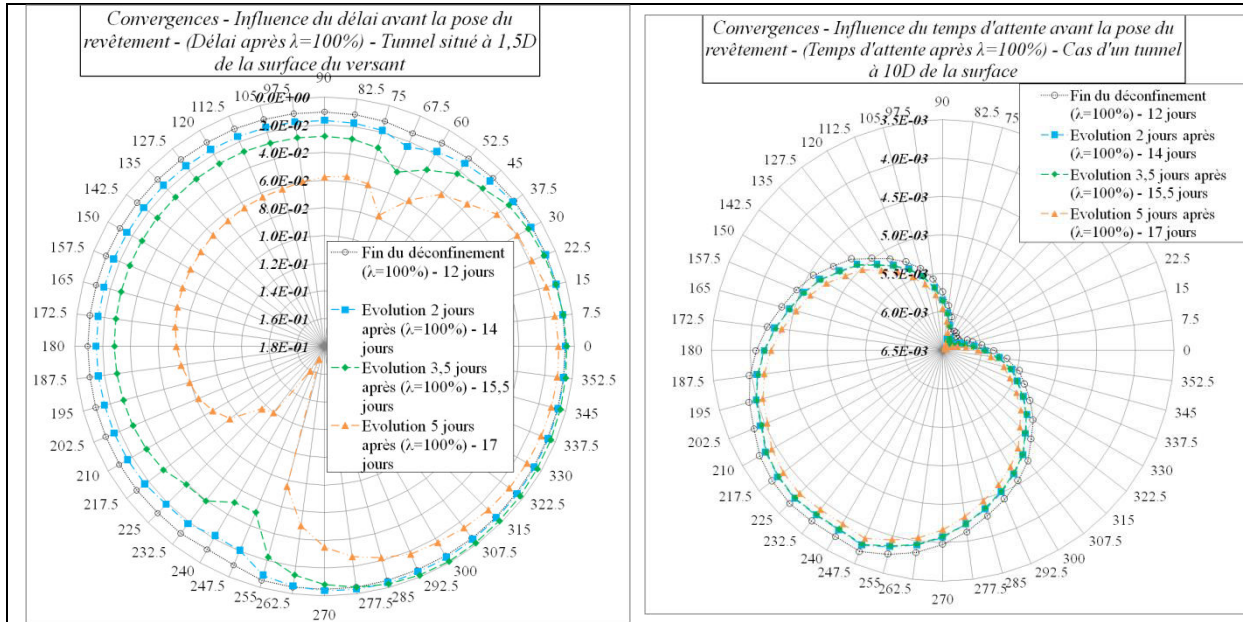 Convergences - Influence du délai avant la pose du
revêtement - (Délai après λ=100%) - Tunnel situé à 1,5D
de la surface du versant
90
82.5
75
67.5
60
52.5
45
37.5
30
22.5
15
7.5
0
352.5
345
337.5
330
322.5
315
307.5
300
292.5
285
277.5
270
262.5
255
247.5
240
232.5
225
217.5
210
202.5
195
187.5
180
172.5
165
157.5
150
142.5
135
127.5
120
112.5
105
97.5
0.0E+00
2.0E-02
4.0E-02
6.0E-02
8.0E-02
1.0E-01
1.2E-01
1.4E-01
1.6E-01
1.8E-01
Fin du déconfinement
(λ=100%) - 12 jours
Evolution 2 jours
après (λ=100%) - 14
jours
Evolution 3,5 jours
après (λ=100%) - 15,5
jours
Evolution 5 jours
après (λ=100%) - 17
jours
Convergences - Influence du temps d'attente avant la pose du
revêtement - (Temps d'attente après λ=100%) - Cas d'un tunnel
à 10D de la surface
90
82.5
75
22.5
15
7.5
0
352.5
345
337.5
330
322.5
315
307.5
300
292.5
285
277.5
270
262.5
255
247.5
240
232.5
225
217.5
210
202.5
195
187.5
180
172.5
165
157.5
150
142.5
135
127.5
120
112.5
105
97.5
3.5E-03
4.0E-03
4.5E-03
5.0E-03
5.5E-03
6.0E-03
6.5E-03
Fin du déconfinement
(λ=100%) - 12 jours
Evolution 2 jours après
(λ=100%) - 14 jours
Evolution 3,5 jours après
(λ=100%) - 15,5 jours
Evolution 5 jours après
(λ=100%) - 17 jours